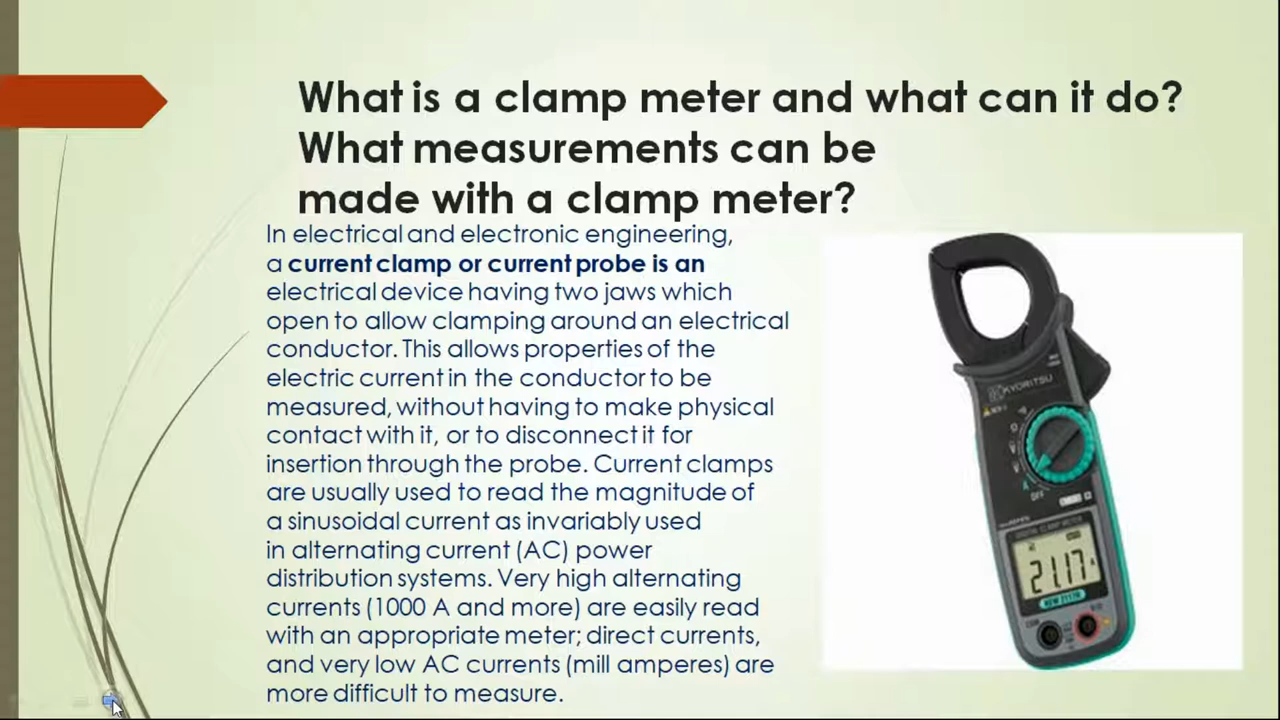 What is a clamp meter and what can it do?
What measurements can be
made with a clamp meter?
In electrical and electronic engineering,
a current clamp or current probe is an
electrical device having two jaws which
open to allow clamping around an electrical
conductor. This allows properties of the
electric current in the conductor to be
measured, without having to make physical
contact with it, or to disconnect it for
insertion through the probe. Current clamps
are usually used to read the magnitude of
a sinusoidal current as invariably used
in alternating current (AC) power
distribution systems. Very high alternating
currents (1000 A and more) are easily read
with an appropriate meter; direct currents,
and very low AC currents (mill amperes) are
more difficult to measure.
KYORITSU
OFF
21.17 A
COM